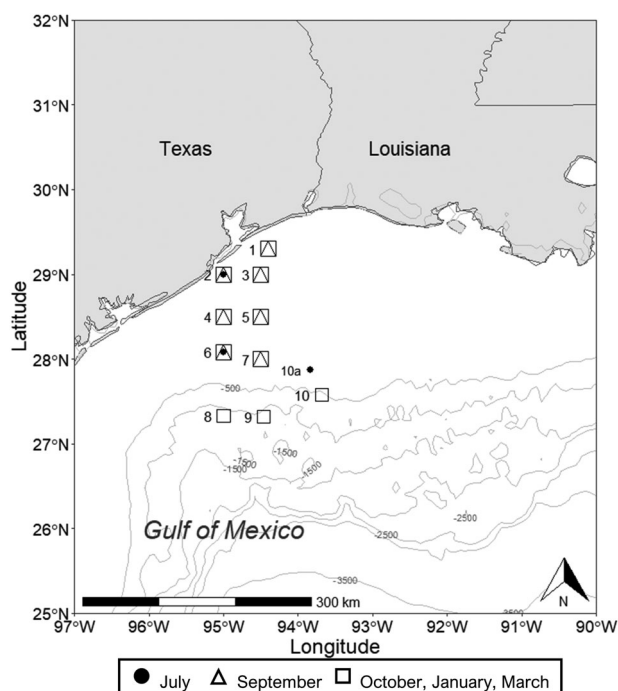 32°N
31°N
30°N
29°N
28°N
27°N
26°N
25°N
Latitude
Texas
Louisiana
1
2
3
4
5
6
7
10a
10
8
9
-500
-1500
-1500
-1500
-1500
-2500
-2500
-3500
-3500
Gulf of Mexico
300 km
N
97°W 96°W 95°W 94°W 93°W 92°W 91°W 90°W
Longitude
July September October, January, March